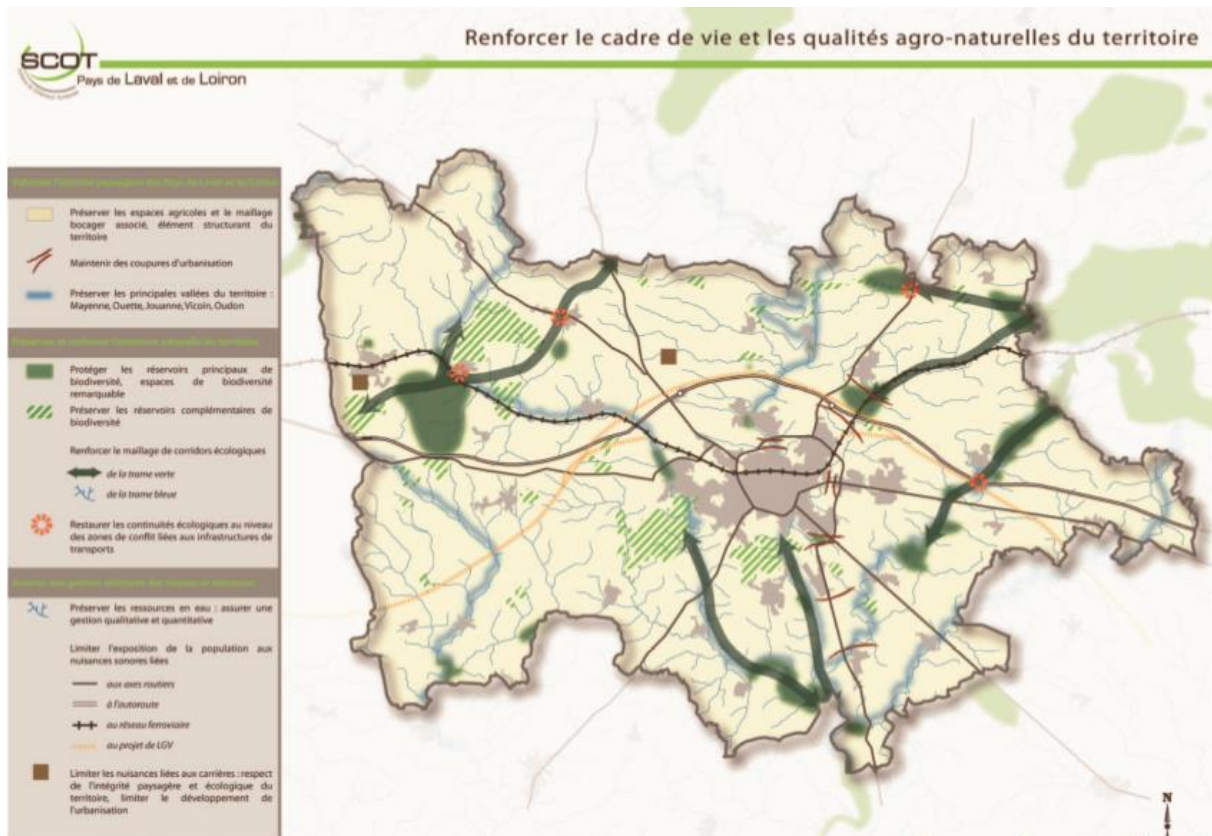 Renforcer le cadre de vie et les qualités agro-naturelles du territoire
SCOT
Pays de Laval et de Loiron
Préserver les espaces agricoles et le maillage
bocager associé, élément structurant du
territoire
Maintenir des coupures d'urbanisation
Préserver les principales vallées du territoire :
Mayenne, Ouette, Jouanne, Vicoin, Oudon
Protéger les réservoirs principaux de
biodiversité, espaces de biodiversité
remarquable
Préserver les réservoirs complémentaires de
biodiversité
Renforcer le maillage de corridors écologiques
de la trame verte
de la trame bleue
Restaurer les continuités écologiques au niveau
des zones de conflit liées aux infrastructures de
transports
Préserver les ressources en eau : assurer une
gestion qualitative et quantitative
Limiter l'exposition de la population aux
nuisances sonores liées
aux axes routiers
à l'autoroute
au réseau ferroviaire
au projet de LGV
Limiter les nuisances liées aux carrières : respect
de l'intégrité paysagère et écologique du
territoire, limiter le développement de
l'urbanisation
N